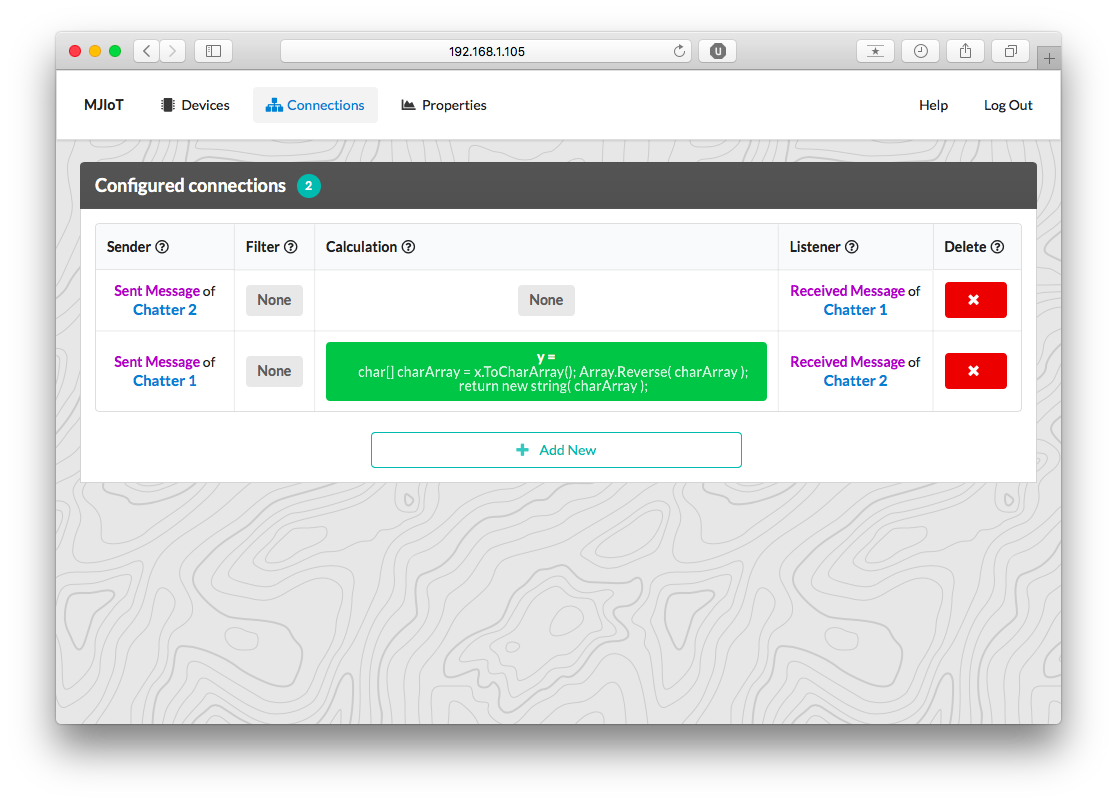 192.168.1.105
MJIoT Devices Connections Properties Help Log Out
Configured connections 2
Sender Filter Calculation Listener Delete
Sent Message of
Chatter 2
None
None
Received Message of
Chatter 1
Sent Message of
Chatter 1
None
y =
char[] charArray = x.ToCharArray(); Array.Reverse( charArray );
return new string( charArray );
Received Message of
Chatter 2
Add New